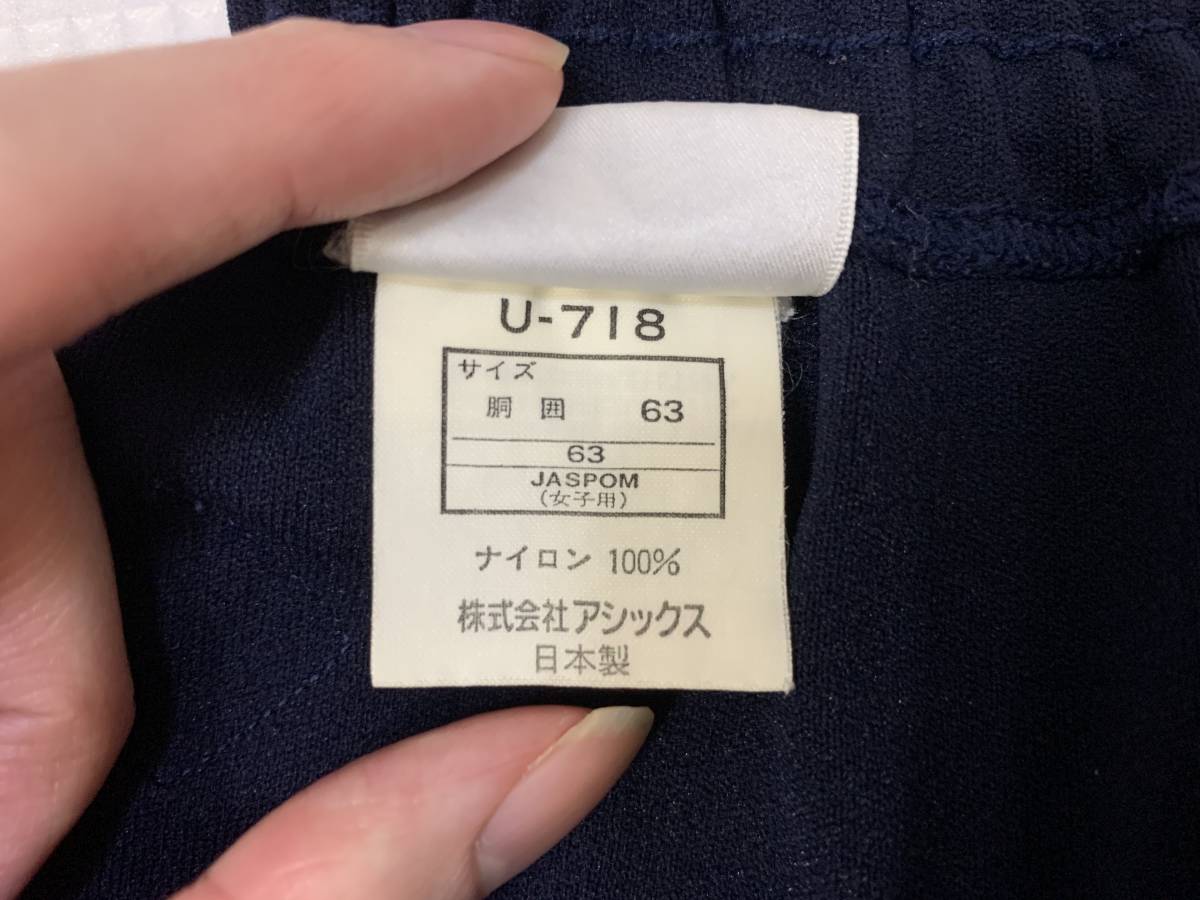 U-718
サイズ
胴囲 63
63
JASPOM
(女子用)
ナイロン 100%
株式会社アシックス
日本製